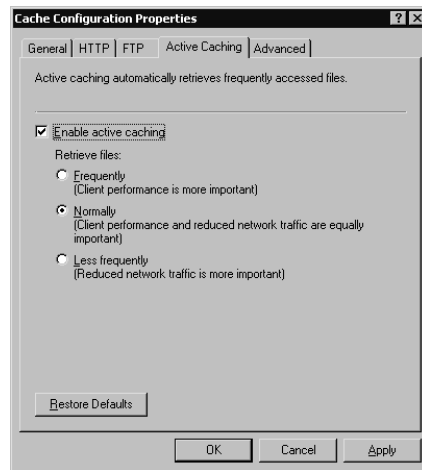 Cache Configuration Properties
General HTTP FTP Active Caching Advanced
Active caching automatically retrieves frequently accessed files.
Enable active caching
Retrieve files:
Frequently
(Client performance is more important)
Normally
(Client performance and reduced network traffic are equally
important)
Less frequently
(Reduced network traffic is more important)
Restore Defaults
OK Cancel Apply